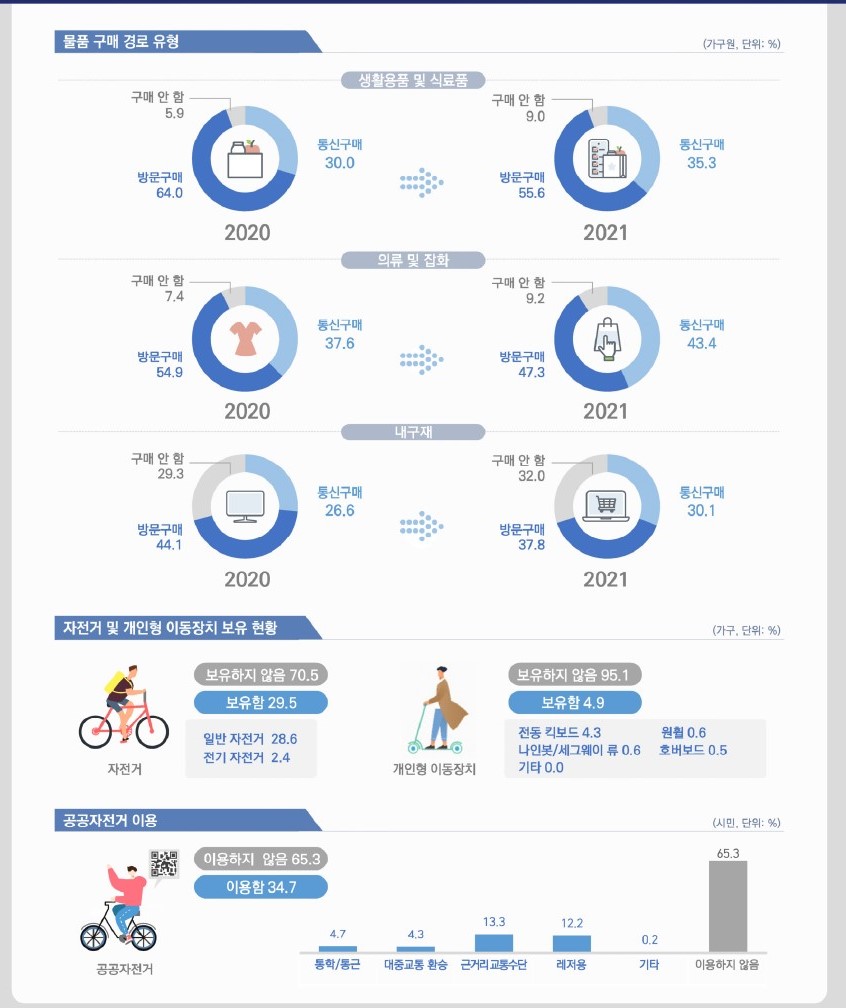 물품 구매 경로 유형
(가구원, 단위: %)
생활용품 및 식료품
구매 안 함
5.9
통신구매
30.0
방문구매
64.0
2020
구매 안 함
9.0
통신구매
35.3
방문구매
55.6
2021
의류 및 잡화
구매 안 함
7.4
통신구매
37.6
방문구매
54.9
2020
구매 안 함
9.2
통신구매
43.4
방문구매
47.3
2021
내구재
구매 안 함
29.3
통신구매
26.6
방문구매
44.1
2020
구매 안 함
32.0
통신구매
30.1
방문구매
37.8
2021
자전거 및 개인형 이동장치 보유 현황
(가구, 단위: %)
보유하지 않음 70.5
보유함 29.5
일반 자전거 28.6
전기 자전거 2.4
자전거
보유하지 않음 95.1
보유함 4.9
전동 킥보드 4.3 원휠 0.6
나인봇/세그웨이 류 0.6 호버보드 0.5
기타 0.0
개인형 이동장치
공공자전거 이용
(시민, 단위: %)
이용하지 않음 65.3
이용함 34.7
공공자전거
4.7
4.3
13.3
12.2
0.2
65.3
통학/통근
대중교통 환승
근거리교통수단
레저용
기타
이용하지 않음